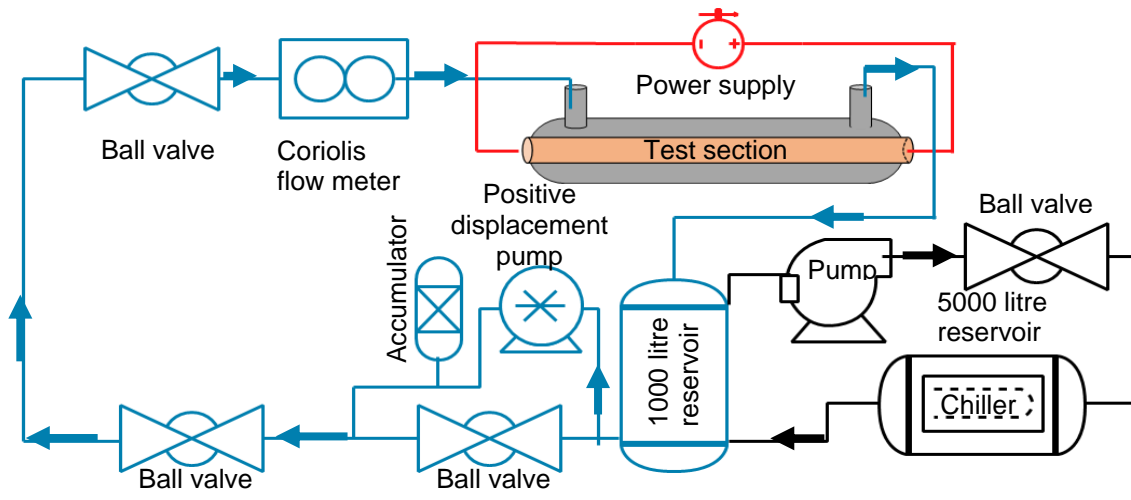 Power supply
Ball valve
Coriolis
flow meter
Test section
Positive
displacement
pump
Accumulator
Ball valve
Pump
5000 litre
reservoir
1000 litre
reservoir
Chiller
Ball valve
Ball valve